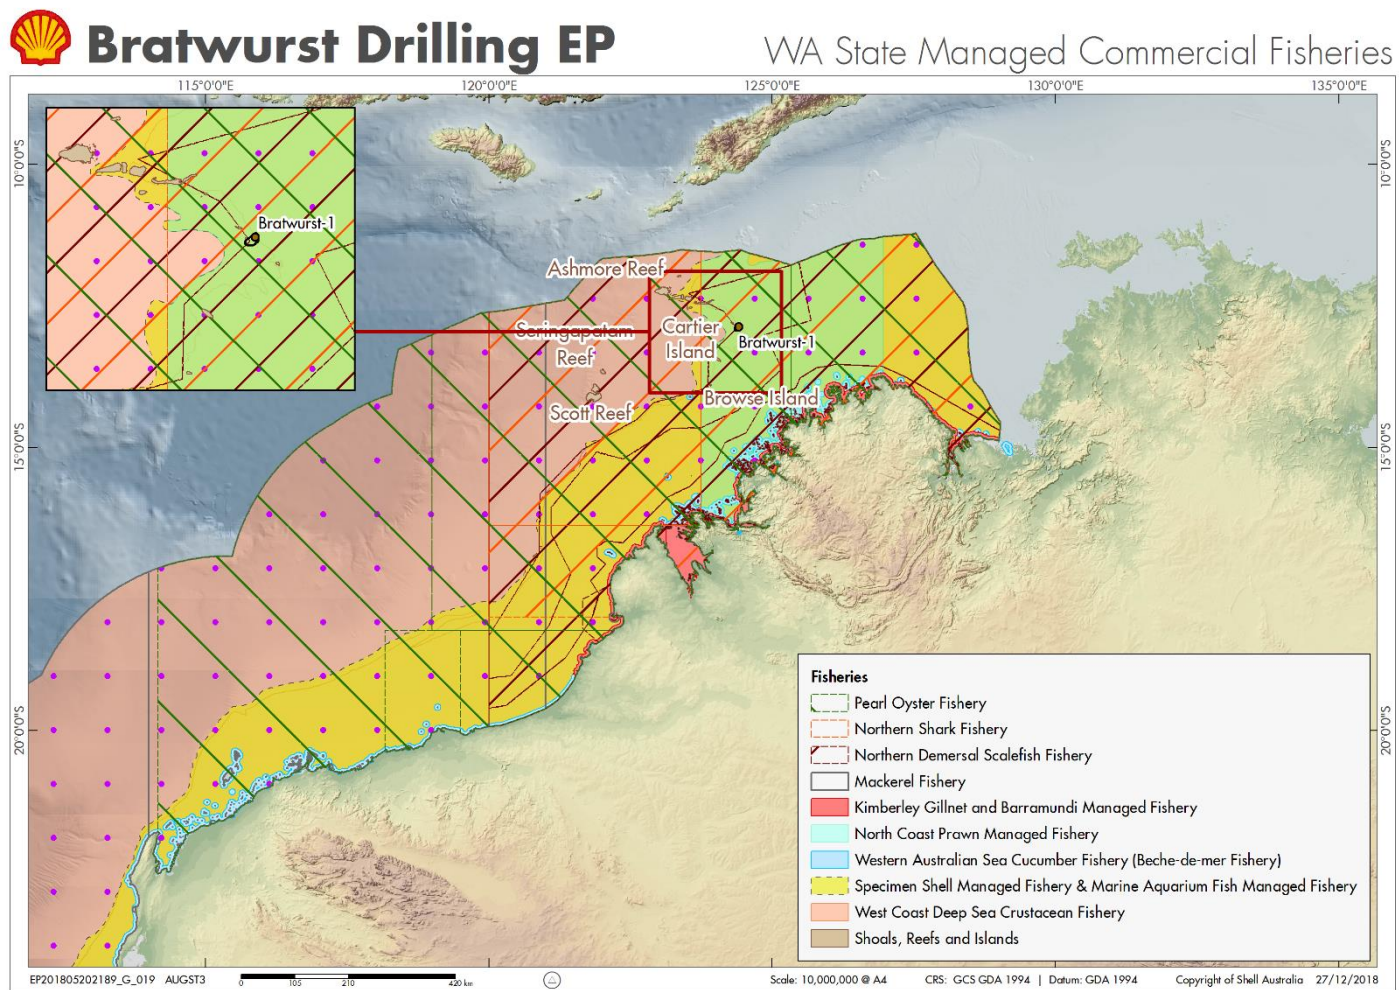 Bratwurst Drilling EP
WA State Managed Commercial Fisheries
115°0'0"E
120°0'0"E
125°0'0"E
130°0'0"E
135°0'0"E
10°0'0"S
10°0'0"S
Bratwurst-1
Ashmore Reef
Seringapatam
Reef
Cartier
Island
Bratwurst-1
Scott Reef
Browse Island
15°0'0"S
15°0'0"S
20°0'0"S
20°0'0"S
Fisheries
Pearl Oyster Fishery
Northern Shark Fishery
Northern Demersal Scalefish Fishery
Mackerel Fishery
Kimberley Gillnet and Barramundi Managed Fishery
North Coast Prawn Managed Fishery
Western Australian Sea Cucumber Fishery (Beche-de-mer Fishery)
Specimen Shell Managed Fishery & Marine Aquarium Fish Managed Fishery
West Coast Deep Sea Crustacean Fishery
Shoals, Reefs and Islands
EP201805202189_G_019 AUGST3
0 105 210 420 km
Scale: 10,000,000 @ A4 CRS: GCS GDA 1994 | Datum: GDA 1994 Copyright of Shell Australia 27/12/2018